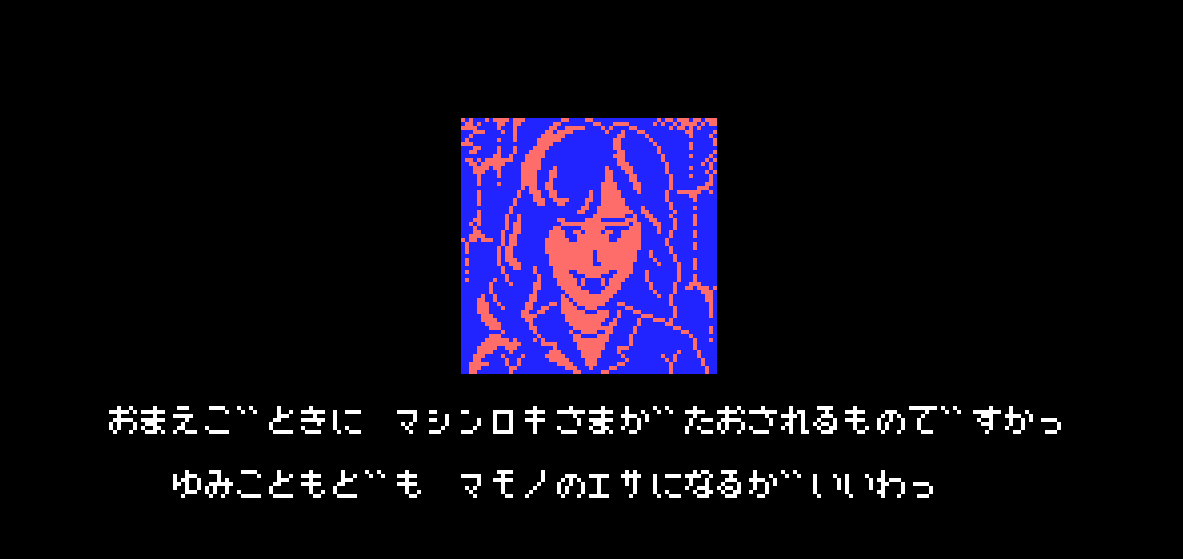 おまえごときに マシンロキさまがたおされるものですかっ
ゆみこともども マモノのエサになるがいいわっ